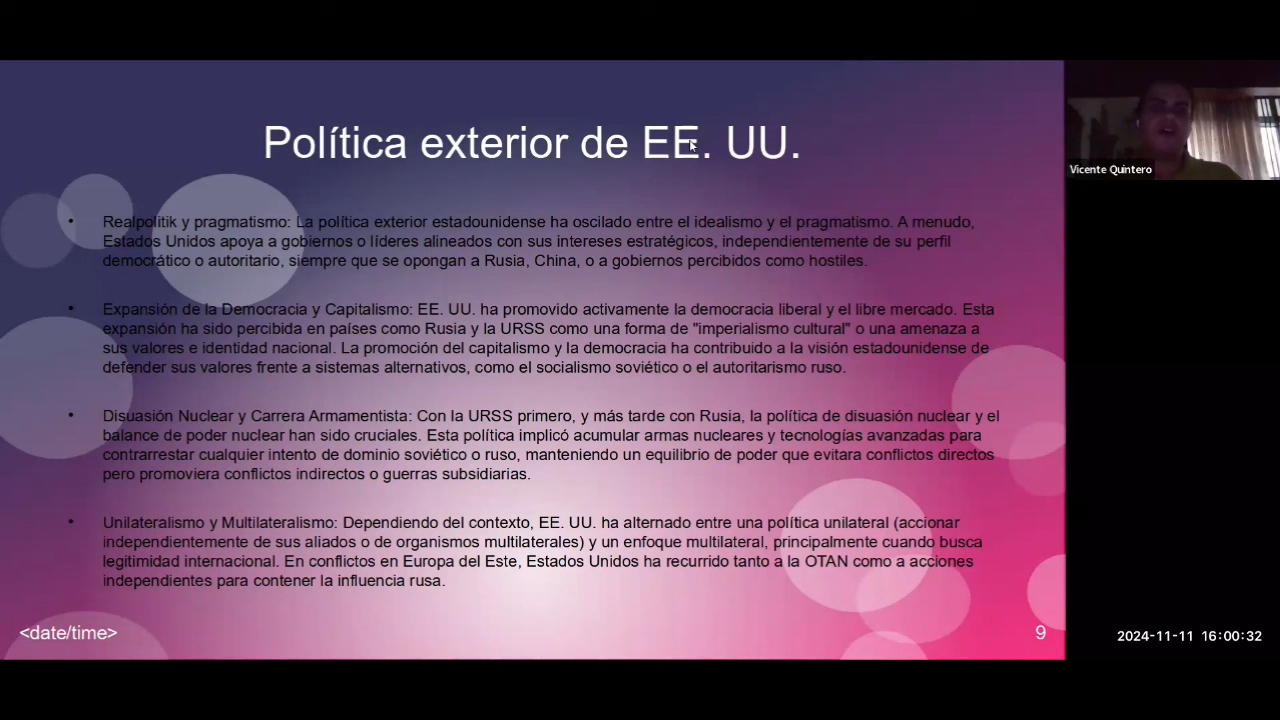 Política exterior de EE. UU.
Vicente Quintero
• Realpolitik y pragmatismo: La política exterior estadounidense ha oscilado entre el idealismo y el pragmatismo. A menudo,
Estados Unidos apoya a gobiernos o líderes alineados con sus intereses estratégicos, independientemente de su perfil
democrático o autoritario, siempre que se opongan a Rusia, China, o a gobiernos percibidos como hostiles.
• Expansión de la Democracia y Capitalismo: EE. UU. ha promovido activamente la democracia liberal y el libre mercado. Esta
expansión ha sido percibida en países como Rusia y la URSS como una forma de "imperialismo cultural" o una amenaza a
sus valores e identidad nacional. La promoción del capitalismo y la democracia ha contribuido a la visión estadounidense de
defender sus valores frente a sistemas alternativos, como el socialismo soviético o el autoritarismo ruso.
• Disuasión Nuclear y Carrera Armamentista: Con la URSS primero, y más tarde con Rusia, la política de disuasión nuclear y el
balance de poder nuclear han sido cruciales. Esta política implicó acumular armas nucleares y tecnologías avanzadas para
contrarrestar cualquier intento de dominio soviético o ruso, manteniendo un equilibrio de poder que evitara conflictos directos
pero promoviera conflictos indirectos o guerras subsidiarias.
• Unilateralismo y Multilateralismo: Dependiendo del contexto, EE. UU. ha alternado entre una política unilateral (accionar
independientemente de sus aliados o de organismos multilaterales) y un enfoque multilateral, principalmente cuando busca
legitimidad internacional. En conflictos en Europa del Este, Estados Unidos ha recurrido tanto a la OTAN como a acciones
independientes para contener la influencia rusa.
<date/time>
9
2024-11-11 16:00:32